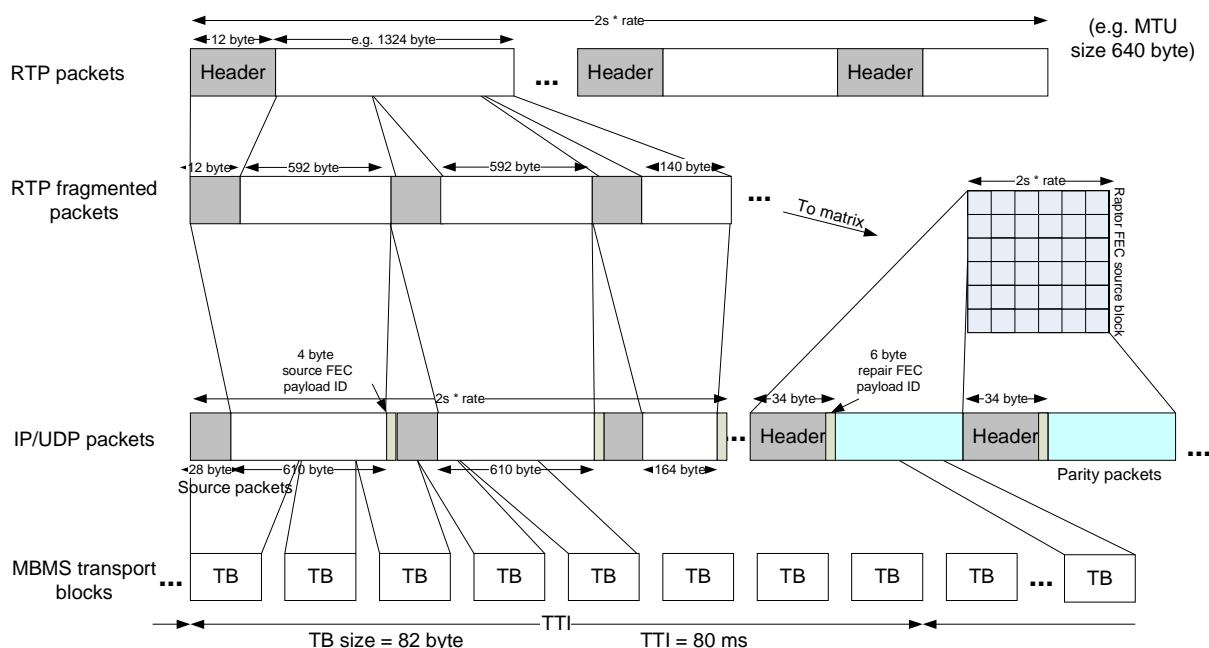 2s * rate
(e.g. MTU
size 640 byte)
12 byte
e.g. 1324 byte
RTP packets
Header
...
Header
Header
12 byte
592 byte
592 byte
140 byte
RTP fragmented
packets
...
To matrix
2s * rate
Raptor FEC source
block
4 byte
source FEC
payload ID
6 byte
repair FEC
payload ID
2s * rate
34 byte
34 byte
IP/UDP packets
...
Header
Header
...
28 byte
610 byte
610 byte
164 byte
Source packets
Parity packets
MBMS transport
blocks
...
TB
TB
TB
TB
TB
TB
TB
TB
TB
...
TB
TTI
TB size = 82 byte
TTI = 80 ms